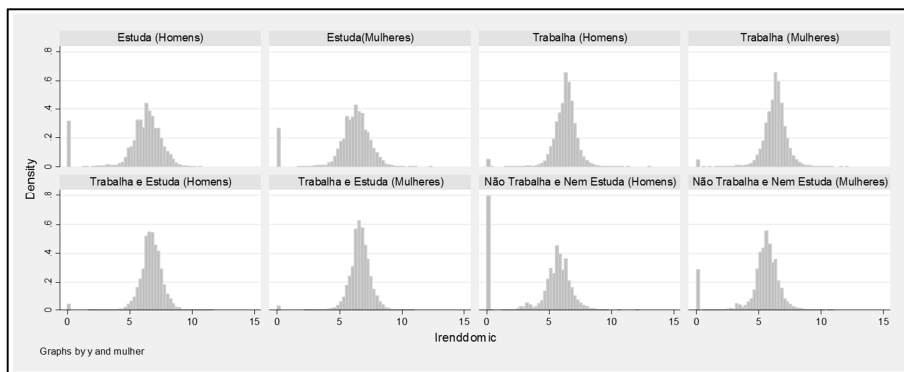 Estuda (Homens) Estuda(Mulheres) Trabalha (Homens) Trabalha (Mulheres)
0 .2 .4 .6 .8
Trabalha e Estuda (Homens) Trabalha e Estuda (Mulheres) Não Trabalha e Nem Estuda (Homens) Não Trabalha e Nem Estuda (Mulheres)
0 .2 .4 .6 .8
Density
0 5 10 15 0 5 10 15 0 5 10 15 0 5 10 15
lrenddomic
Graphs by y and mulher